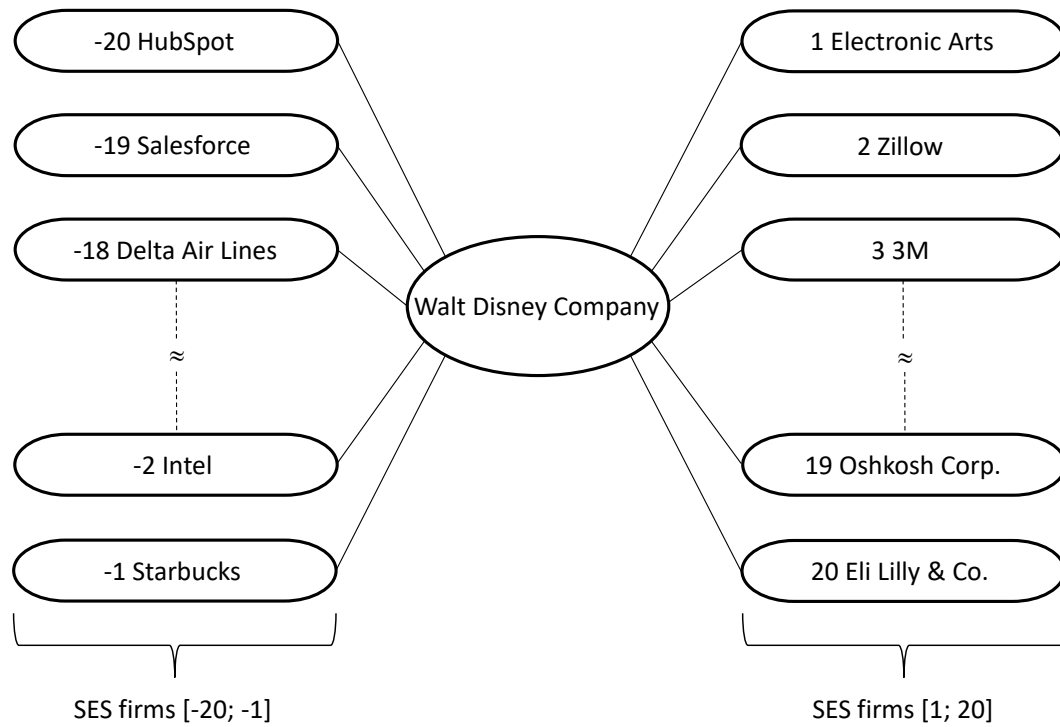 -20 HubSpot
-19 Salesforce
-18 Delta Air Lines
≈
-2 Intel
-1 Starbucks
SES firms [-20; -1]
Walt Disney Company
1 Electronic Arts
2 Zillow
3 3M
≈
19 Oshkosh Corp.
20 Eli Lilly & Co.
SES firms [1; 20]